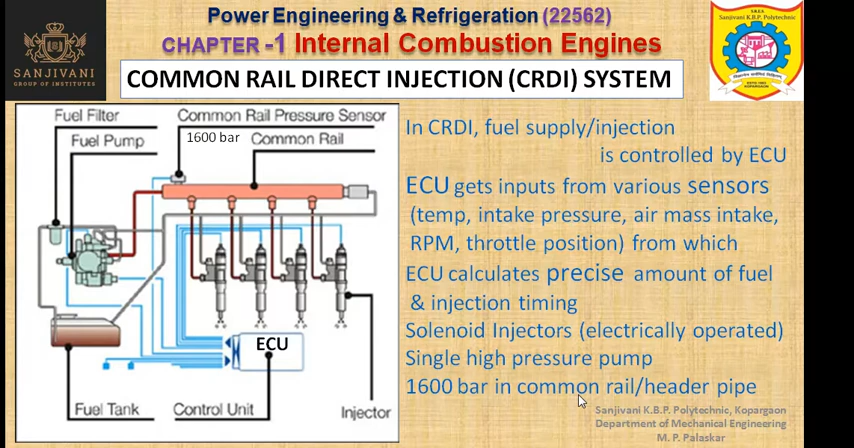 Power Engineering & Refrigeration (22562)
CHAPTER -1 Internal Combustion Engines
COMMON RAIL DIRECT INJECTION (CRDI) SYSTEM
SANJIVANI
GROUP OF INSTITUTES
S.R.E.S.
Sanjivani K.B.P. Polytechnic
Fuel Filter
Common Rail Pressure Sensor
Fuel Pump
1600 bar
Common Rail
ECU
Fuel Tank
Control Unit
Injector
In CRDI, fuel supply/injection
is controlled by ECU
ECU gets inputs from various sensors
(temp, intake pressure, air mass intake,
RPM, throttle position) from which
ECU calculates precise amount of fuel
& injection timing
Solenoid Injectors (electrically operated)
Single high pressure pump
1600 bar in common rail/header pipe
Sanjivani K.B.P. Polytechnic, Kopargaon
Department of Mechanical Engineering
M. P. Palaskar